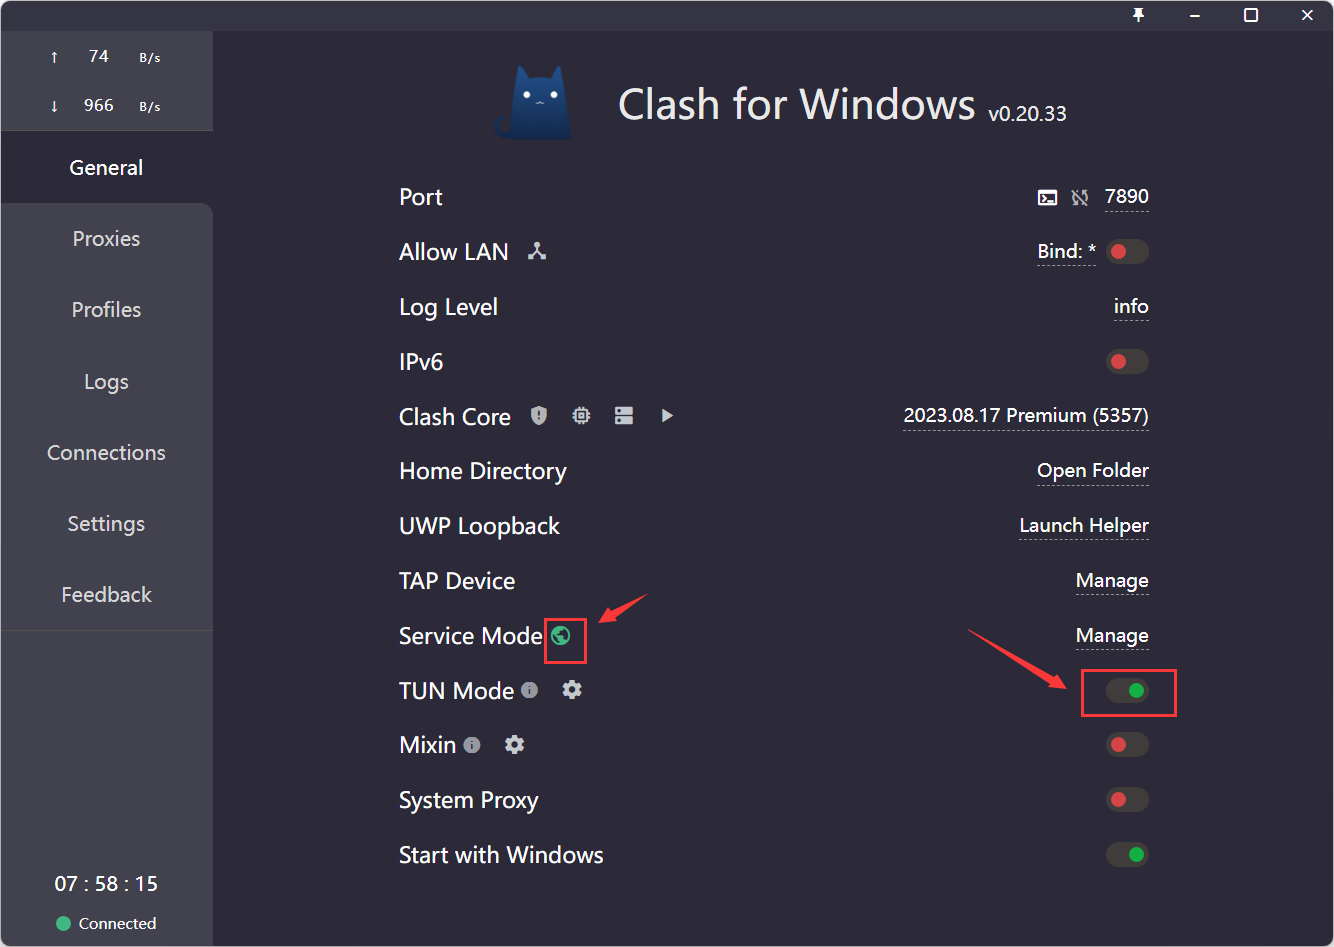 ↑ 74 B/s
↓ 966 B/s
General
Proxies
Profiles
Logs
Connections
Settings
Feedback
07 : 58 : 15
Connected
Clash for Windows v0.20.33
Port 7890
Allow LAN Bind: *
Log Level info
IPv6
Clash Core 2023.08.17 Premium (5357)
Home Directory Open Folder
UWP Loopback Launch Helper
TAP Device Manage
Service Mode Manage
TUN Mode
Mixin
System Proxy
Start with Windows